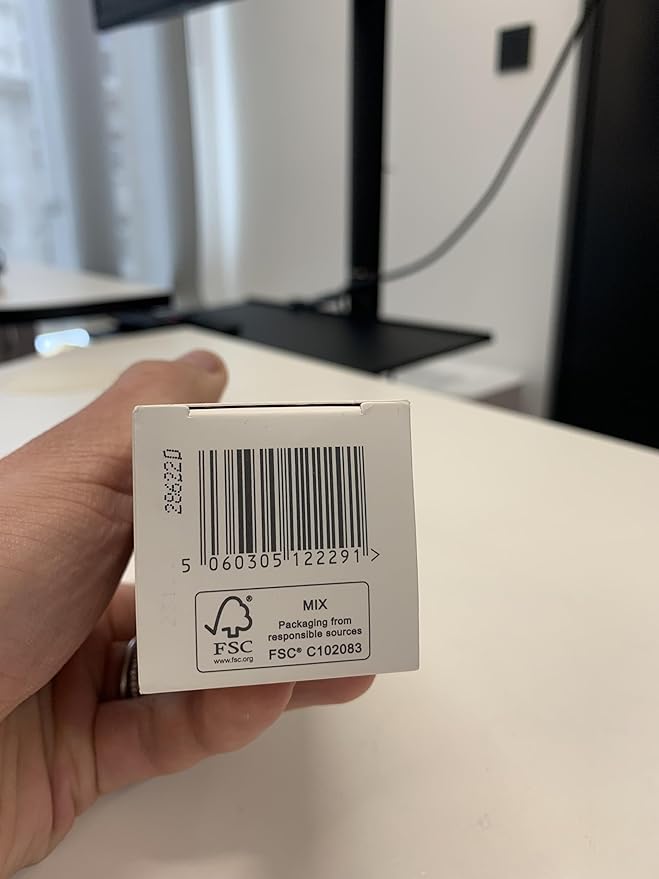 5 060305 122291 >
®
FSC
www.fsc.org
MIX
Packaging from
responsible sources
FSC® C102083